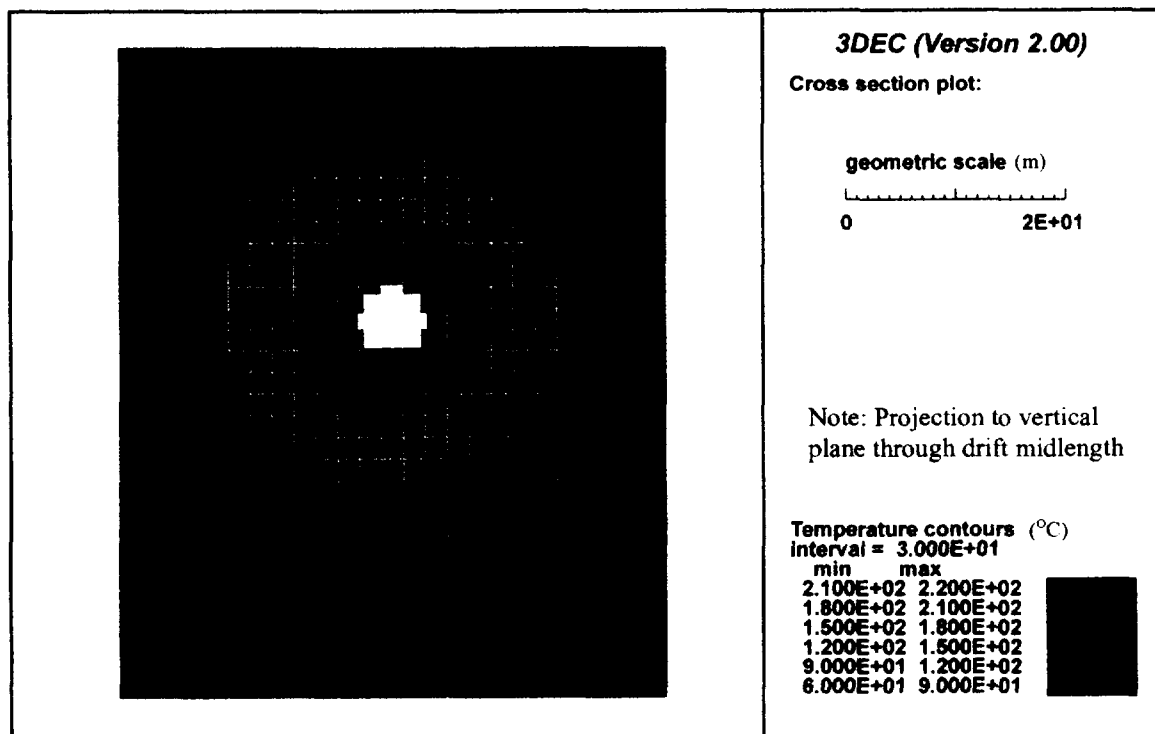 3DEC (Version 2.00)
Cross section plot:
geometric scale (m)
0 2E+01
Note: Projection to vertical
plane through drift midlength
Temperature contours (°C)
interval = 3.000E+01
min max
2.100E+02 2.200E+02
1.800E+02 2.100E+02
1.500E+02 1.800E+02
1.200E+02 1.500E+02
9.000E+01 1.200E+02
6.000E+01 9.000E+01